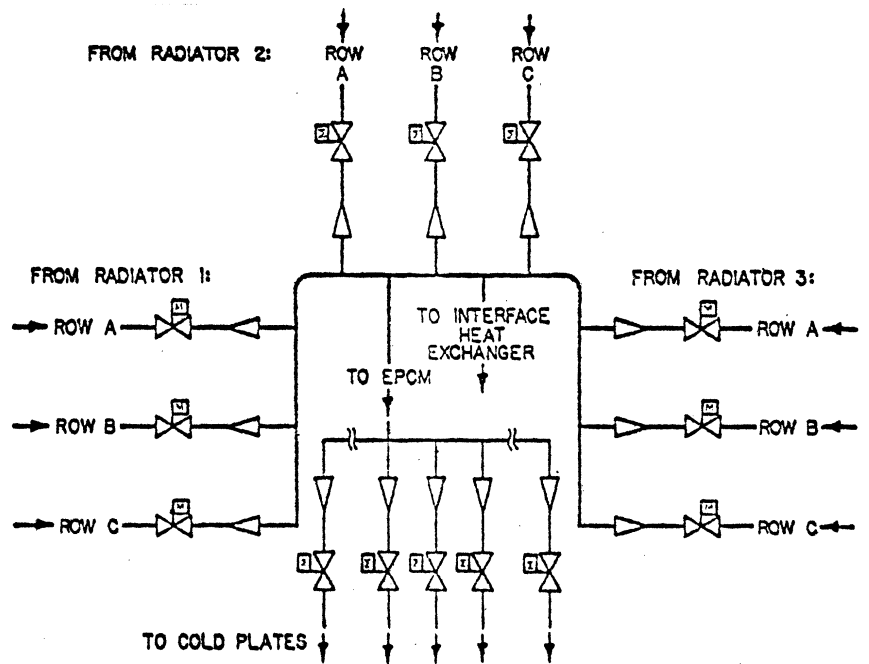 FROM RADIATOR 2:
ROW A
ROW B
ROW C
FROM RADIATOR 1:
FROM RADIATOR 3:
ROW A
ROW B
ROW C
TO INTERFACE
HEAT
EXCHANGER
TO EPCM
ROW A
ROW B
ROW C
TO COLD PLATES